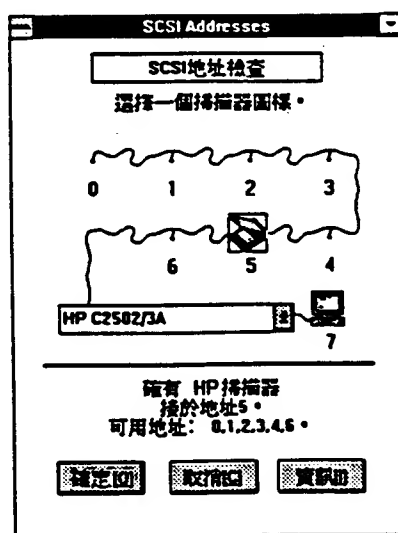 SCSI Addresses
SCSI地址檢查
選擇一個掃描器圖樣。
0 1 2 3
6 5 4
HP C2502/3A
7
確有 HP掃描器
接於地址5。
可用地址: 0,1,2,3,4,6。
確定[O] 取消[C] 資訊[I]